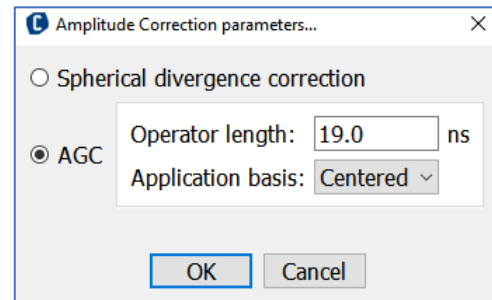 Amplitude Correction parameters...
Spherical divergence correction
AGC
Operator length: 19.0 ns
Application basis: Centered
OK Cancel